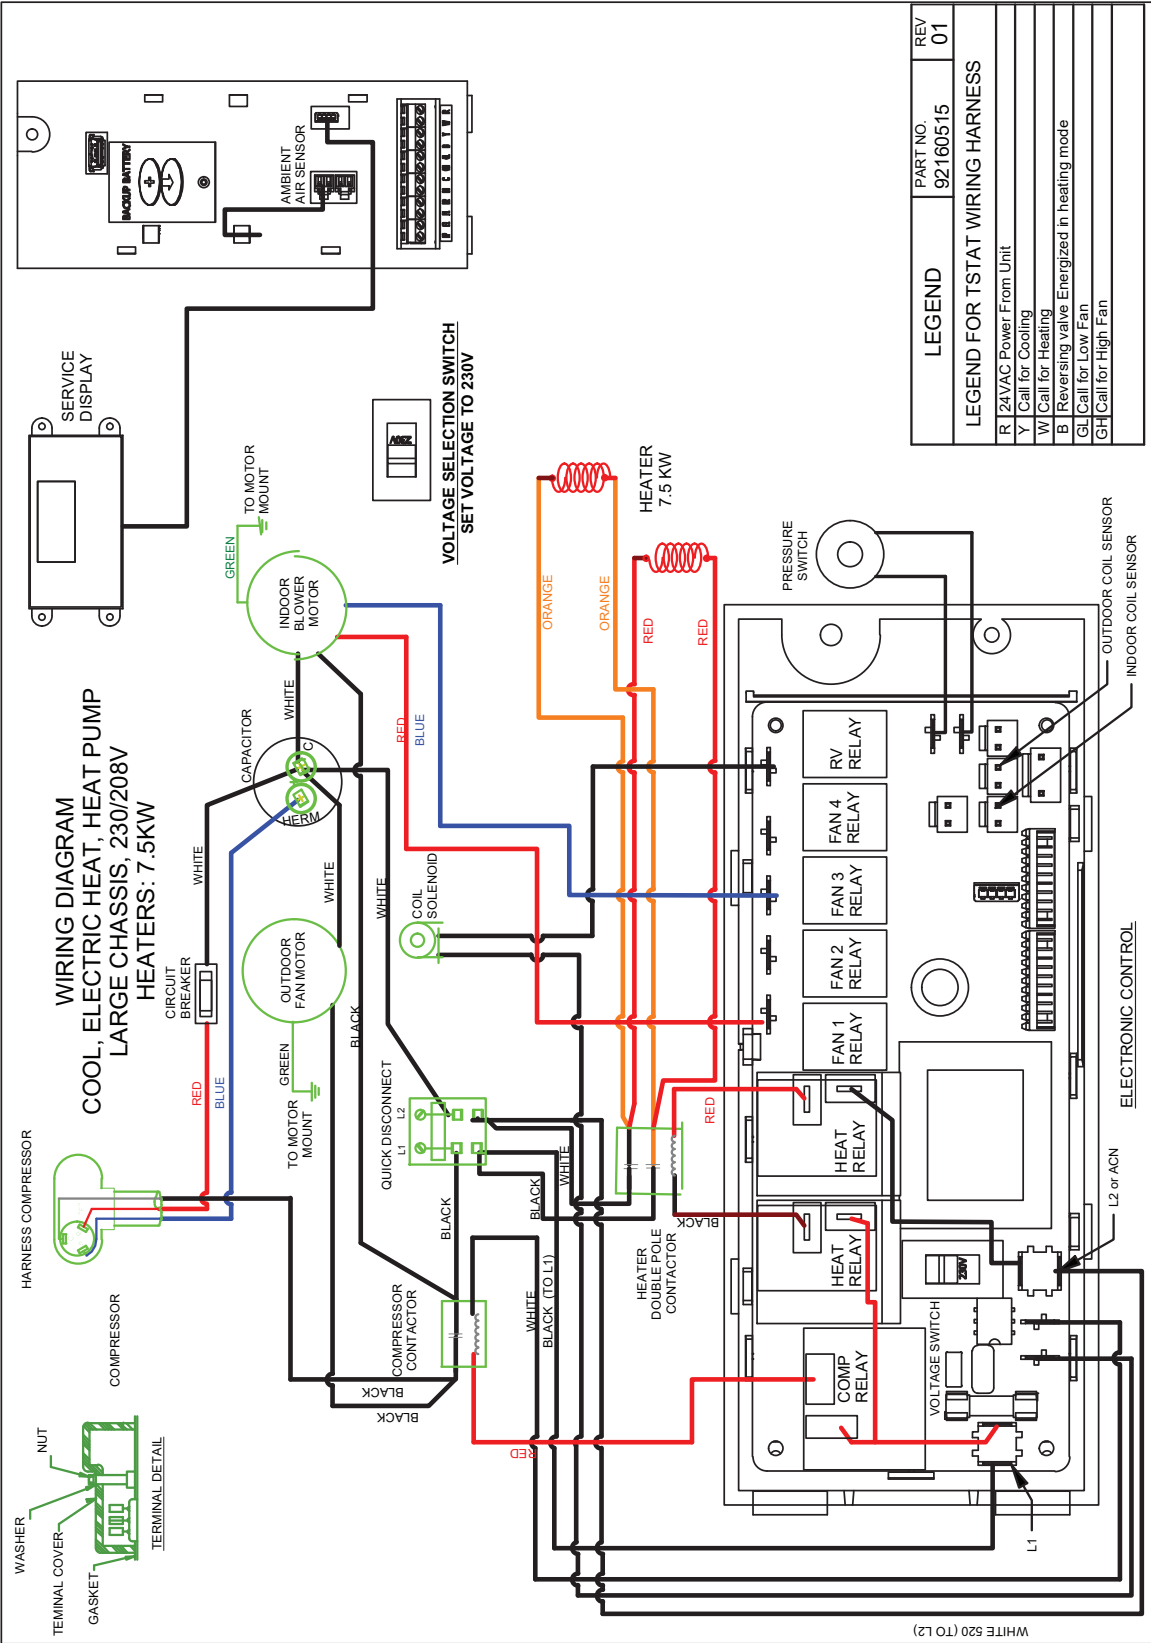 WIRING DIAGRAM
COOL, ELECTRIC HEAT, HEAT PUMP
LARGE CHASSIS, 230/208V
HEATERS: 7.5KW
WASHER
NUT
TEMINAL COVER
GASKET
TERMINAL DETAIL
HARNESS COMPRESSOR
COMPRESSOR
RED
BLUE
CIRCUIT
BREAKER
WHITE
CAPACITOR
HERM
C
WHITE
WHITE
WHITE
OUTDOOR
FAN MOTOR
GREEN
TO MOTOR
MOUNT
BLACK
INDOOR
BLOWER
MOTOR
GREEN
TO MOTOR
MOUNT
RED
BLUE
SERVICE
DISPLAY
BACKUP BATTERY
+
AMBIENT
AIR SENSOR
230V
VOLTAGE SELECTION SWITCH
SET VOLTAGE TO 230V
QUICK DISCONNECT
L1
L2
COIL
SOLENOID
COMPRESSOR
CONTACTOR
BLACK
BLACK
BLACK
RED
WHITE
BLACK (TO L1)
BLACK
WHITE
HEATER
DOUBLE POLE
CONTACTOR
BLACK
RED
ORANGE
ORANGE
RED
RED
HEATER
7.5 KW
PRESSURE
SWITCH
COMP
RELAY
HEAT
RELAY
HEAT
RELAY
FAN 1
RELAY
FAN 2
RELAY
FAN 3
RELAY
FAN 4
RELAY
RV
RELAY
VOLTAGE SWITCH
230V
L1
L2 or ACN
ELECTRONIC CONTROL
OUTDOOR COIL SENSOR
INDOOR COIL SENSOR
WHITE 520 (TO L2)
LEGEND
PART NO.
92160515
REV
01
LEGEND FOR TSTAT WIRING HARNESS
R 24VAC Power From Unit
Y Call for Cooling
W Call for Heating
B Reversing valve Energized in heating mode
GL Call for Low Fan
GH Call for High Fan